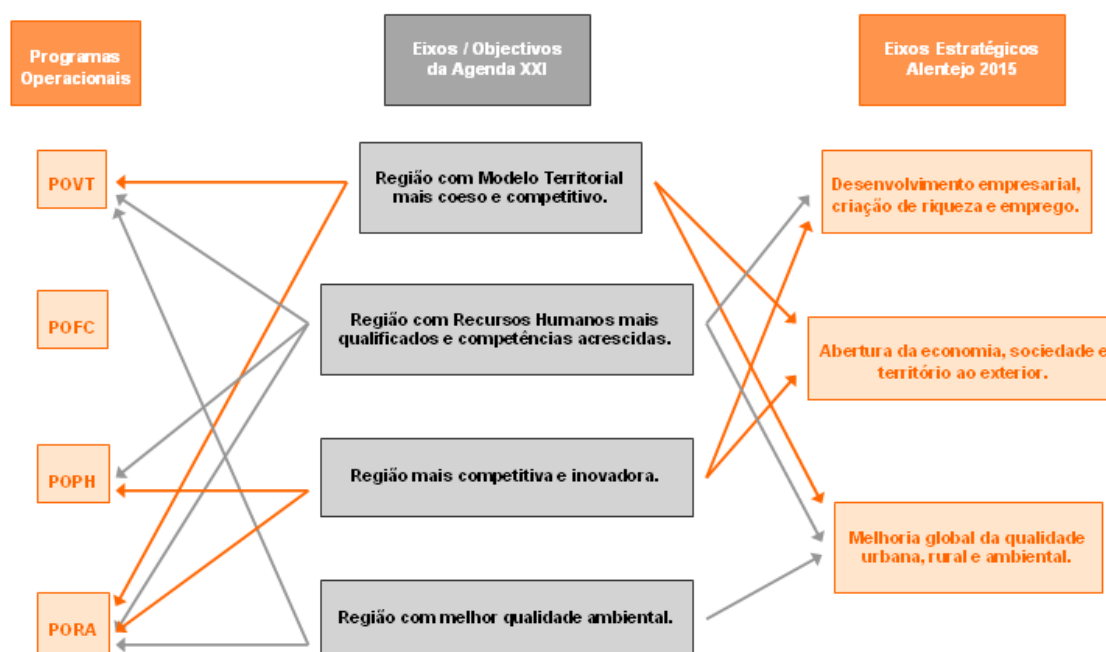 Programas
Operacionais
Eixos / Objectivos
da Agenda XXI
Eixos Estratégicos
Alentejo 2015
POVT
Região com Modelo Territorial
mais coeso e competitivo.
Desenvolvimento empresarial,
criação de riqueza e emprego.
POFC
Região com Recursos Humanos mais
qualificados e competências acrescidas.
Abertura da economia, sociedade e
território ao exterior.
POPH
Região mais competitiva e inovadora.
Melhoria global da qualidade
urbana, rural e ambiental.
PORA
Região com melhor qualidade ambiental.